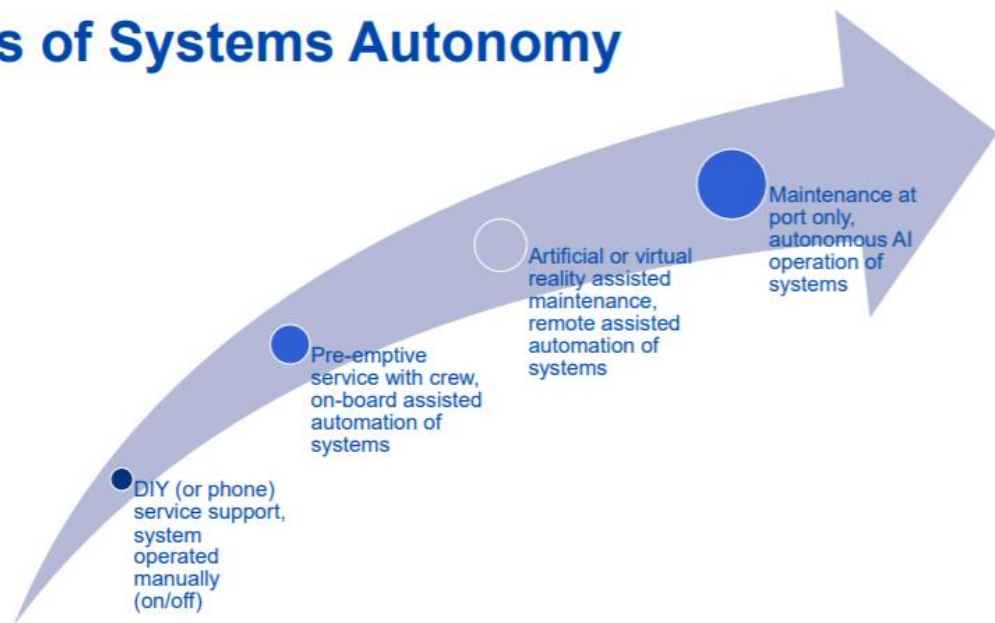 s of Systems Autonomy
Maintenance at
port only,
autonomous AI
operation of
systems
Artificial or virtual
reality assisted
maintenance,
remote assisted
automation of
systems
Pre-emptive
service with crew,
on-board assisted
automation of
systems
DIY (or phone)
service support,
system
operated
manually
(on/off)